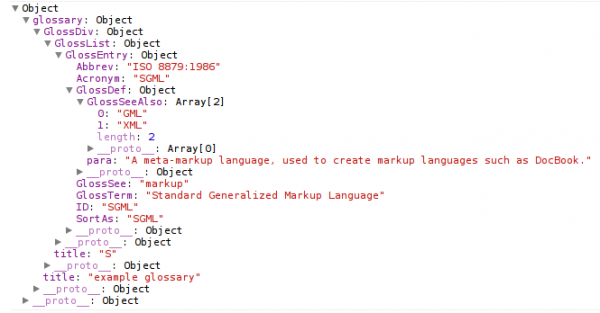 Object
glossary: Object
GlossDiv: Object
GlossList: Object
GlossEntry: Object
Abbrev: "ISO 8879:1986"
Acronym: "SGML"
GlossDef: Object
GlossSeeAlso: Array[2]
0: "GML"
1: "XML"
length: 2
__proto__: Array[0]
para: "A meta-markup language, used to create markup languages such as DocBook."
__proto__: Object
GlossSee: "markup"
GlossTerm: "Standard Generalized Markup Language"
ID: "SGML"
SortAs: "SGML"
__proto__: Object
__proto__: Object
title: "S"
__proto__: Object
title: "example glossary"
__proto__: Object
__proto__: Object